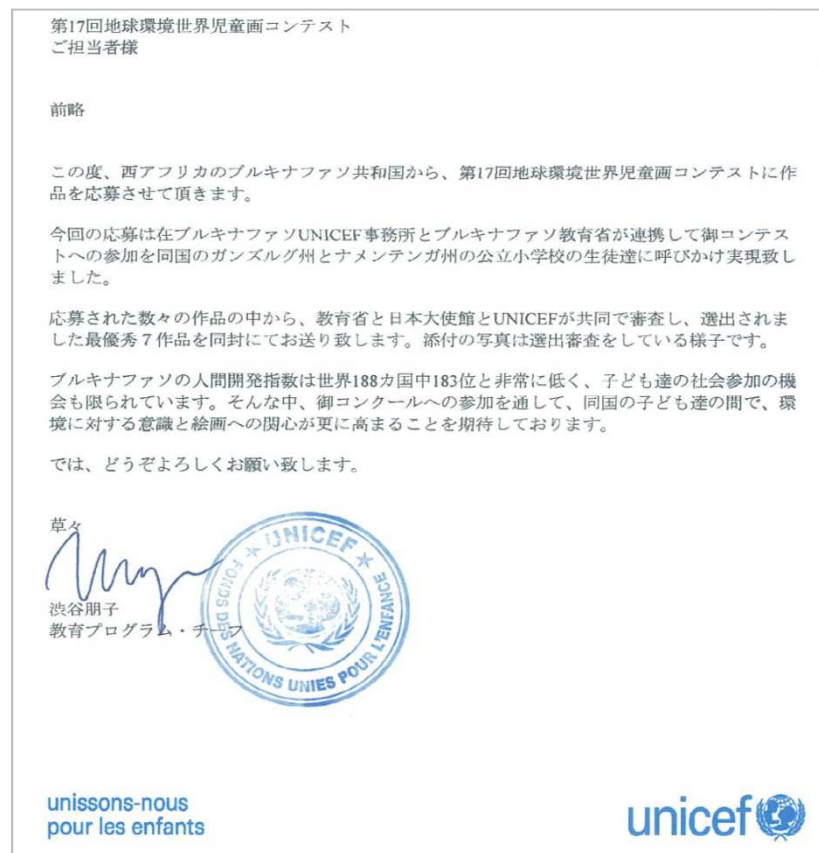 第17回地球環境世界児童画コンテスト
ご担当者様
前略
この度、西アフリカのブルキナファソ共和国から、第17回地球環境世界児童画コンテストに作
品を応募させて頂きます。
今回の応募は在ブルキナファソUNICEF事務所とブルキナファソ教育省が連携して御コンテス
トへの参加を同国のガンズルグ州とナメンテンガ州の公立小学校の生徒達に呼びかけ実現致し
ました。
応募された数々の作品の中から、教育省と日本大使館とUNICEFが共同で審査し、選出されま
した最優秀7作品を同封にてお送り致します。添付の写真は選出審査をしている様子です。
ブルキナファソの人間開発指数は世界188カ国中183位と非常に低く、子ども達の社会参加の機
会も限られています。そんな中、御コンクールへの参加を通して、同国の子ども達の間で、環
境に対する意識と絵画への関心が更に高まることを期待しております。
では、どうぞよろしくお願い致します。
草々
渋谷朋子
教育プログラム・チーフ
UNICEF
FONDS DES NATIONS UNIES POUR L'ENFANCE
unissons-nous
pour les enfants
unicef